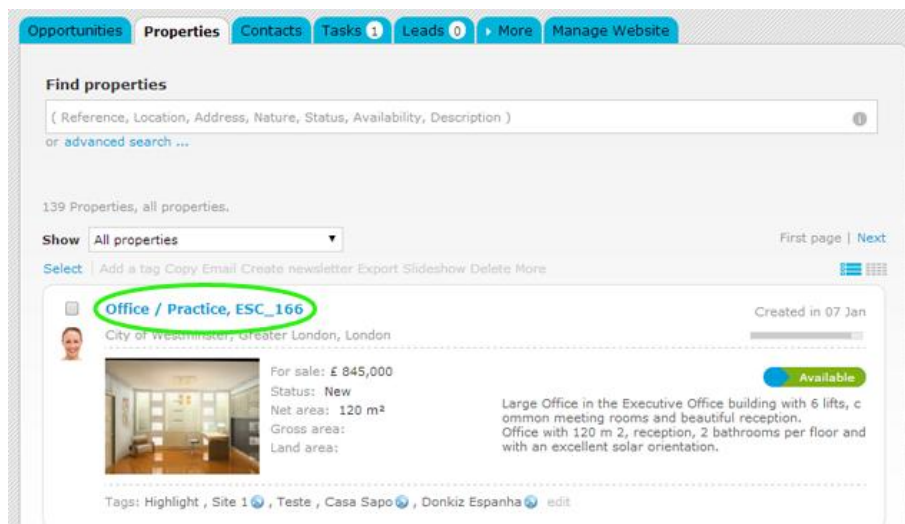 Opportunities Properties Contacts Tasks 1 Leads 0 More Manage Website
Find properties
( Reference, Location, Address, Nature, Status, Availability, Description )
or advanced search ...
139 Properties, all properties.
Show All properties First page | Next
Select | Add a tag Copy Email Create newsletter Export Slideshow Delete More
Office / Practice, ESC_166 Created in 07 Jan
City of Westminster, Greater London, London
For sale: £ 845,000
Available
Status: New
Net area: 120 m²
Gross area:
Land area:
Large Office in the Executive Office building with 6 lifts, c
ommon meeting rooms and beautiful reception.
Office with 120 m 2, reception, 2 bathrooms per floor and
with an excellent solar orientation.
Tags: Highlight , Site 1 , Teste , Casa Sapo , Donkiz Espanha edit